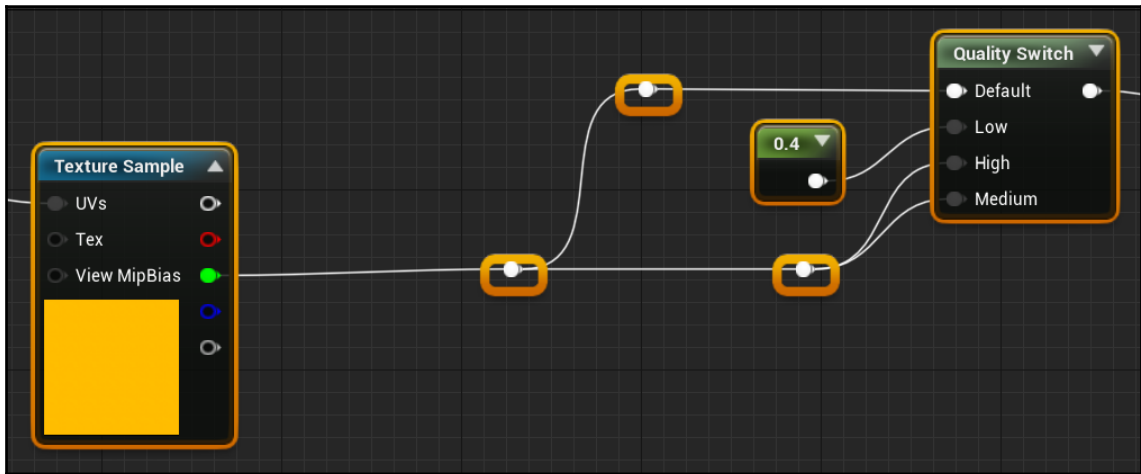 Texture Sample
UVs
Tex
View MipBias
0.4
Quality Switch
Default
Low
High
Medium